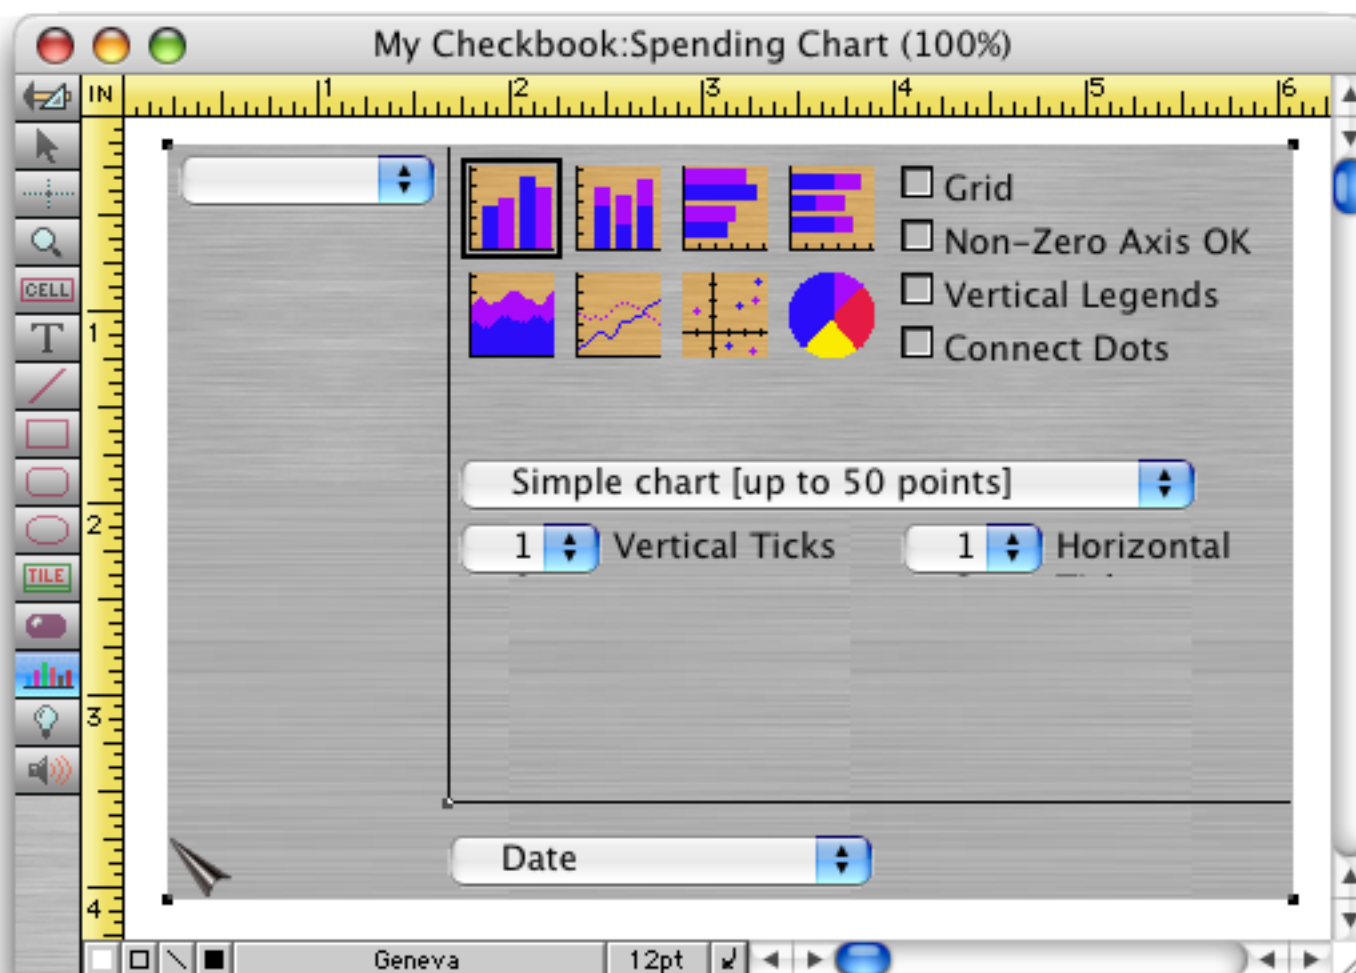 My Checkbook:Spending Chart (100%)
IN
1 2 3 4 5 6
CELL
T
TILE
1
2
3
4
Grid
Non-Zero Axis OK
Vertical Legends
Connect Dots
Simple chart [up to 50 points]
1 Vertical Ticks
1 Horizontal
Date
Geneva
12pt